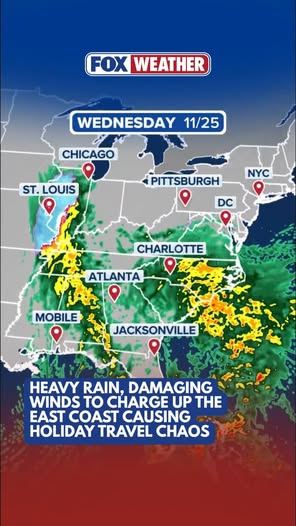 FOX WEATHER
WEDNESDAY 11/25
CHICAGO
NYC
PITTSBURGH
ST. LOUIS
DC
CHARLOTTE
ATLANTA
MOBILE
JACKSONVILLE
HEAVY RAIN, DAMAGING
WINDS TO CHARGE UP THE
EAST COAST CAUSING
HOLIDAY TRAVEL CHAOS